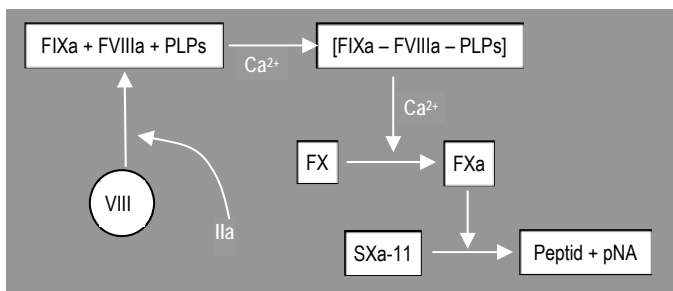 FIXa + FVIIIa + PLPs
Ca²⁺
[FIXa – FVIIIa – PLPs]
Ca²⁺
FX
FXa
VIII
IIa
SXa-11
Peptid + pNA